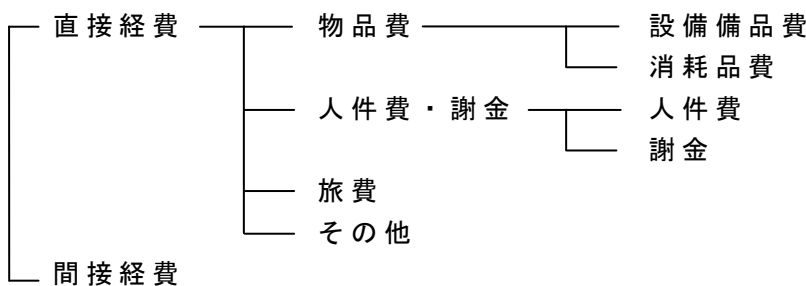 直接経費 物品費 設備備品費
消耗品費
人件費・謝金 人件費
謝金
旅費
その他
間接経費